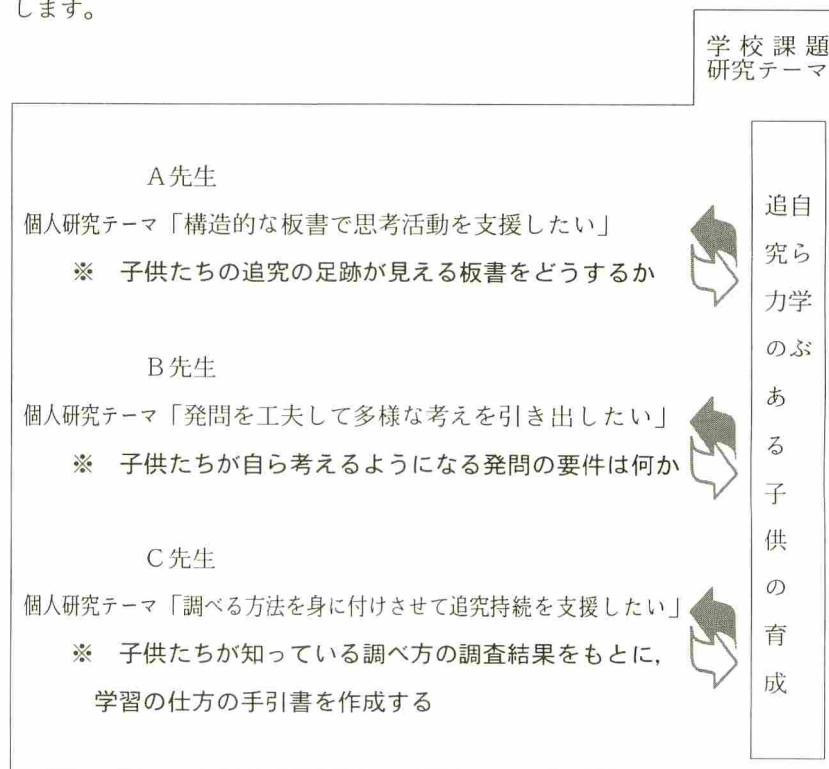 します。
学校課題
研究テーマ
A先生
個人研究テーマ「構造的な板書で思考活動を支援したい」
※ 子供たちの追究の足跡が見える板書をどうするか
B先生
個人研究テーマ「発問を工夫して多様な考えを引き出したい」
※ 子供たちが自ら考えるようになる発問の要件は何か
C先生
個人研究テーマ「調べる方法を身に付けさせて追究持続を支援したい」
※ 子供たちが知っている調べ方の調査結果をもとに,
学習の仕方の手引書を作成する
自ら学ぶ
追究力のある子供の育成